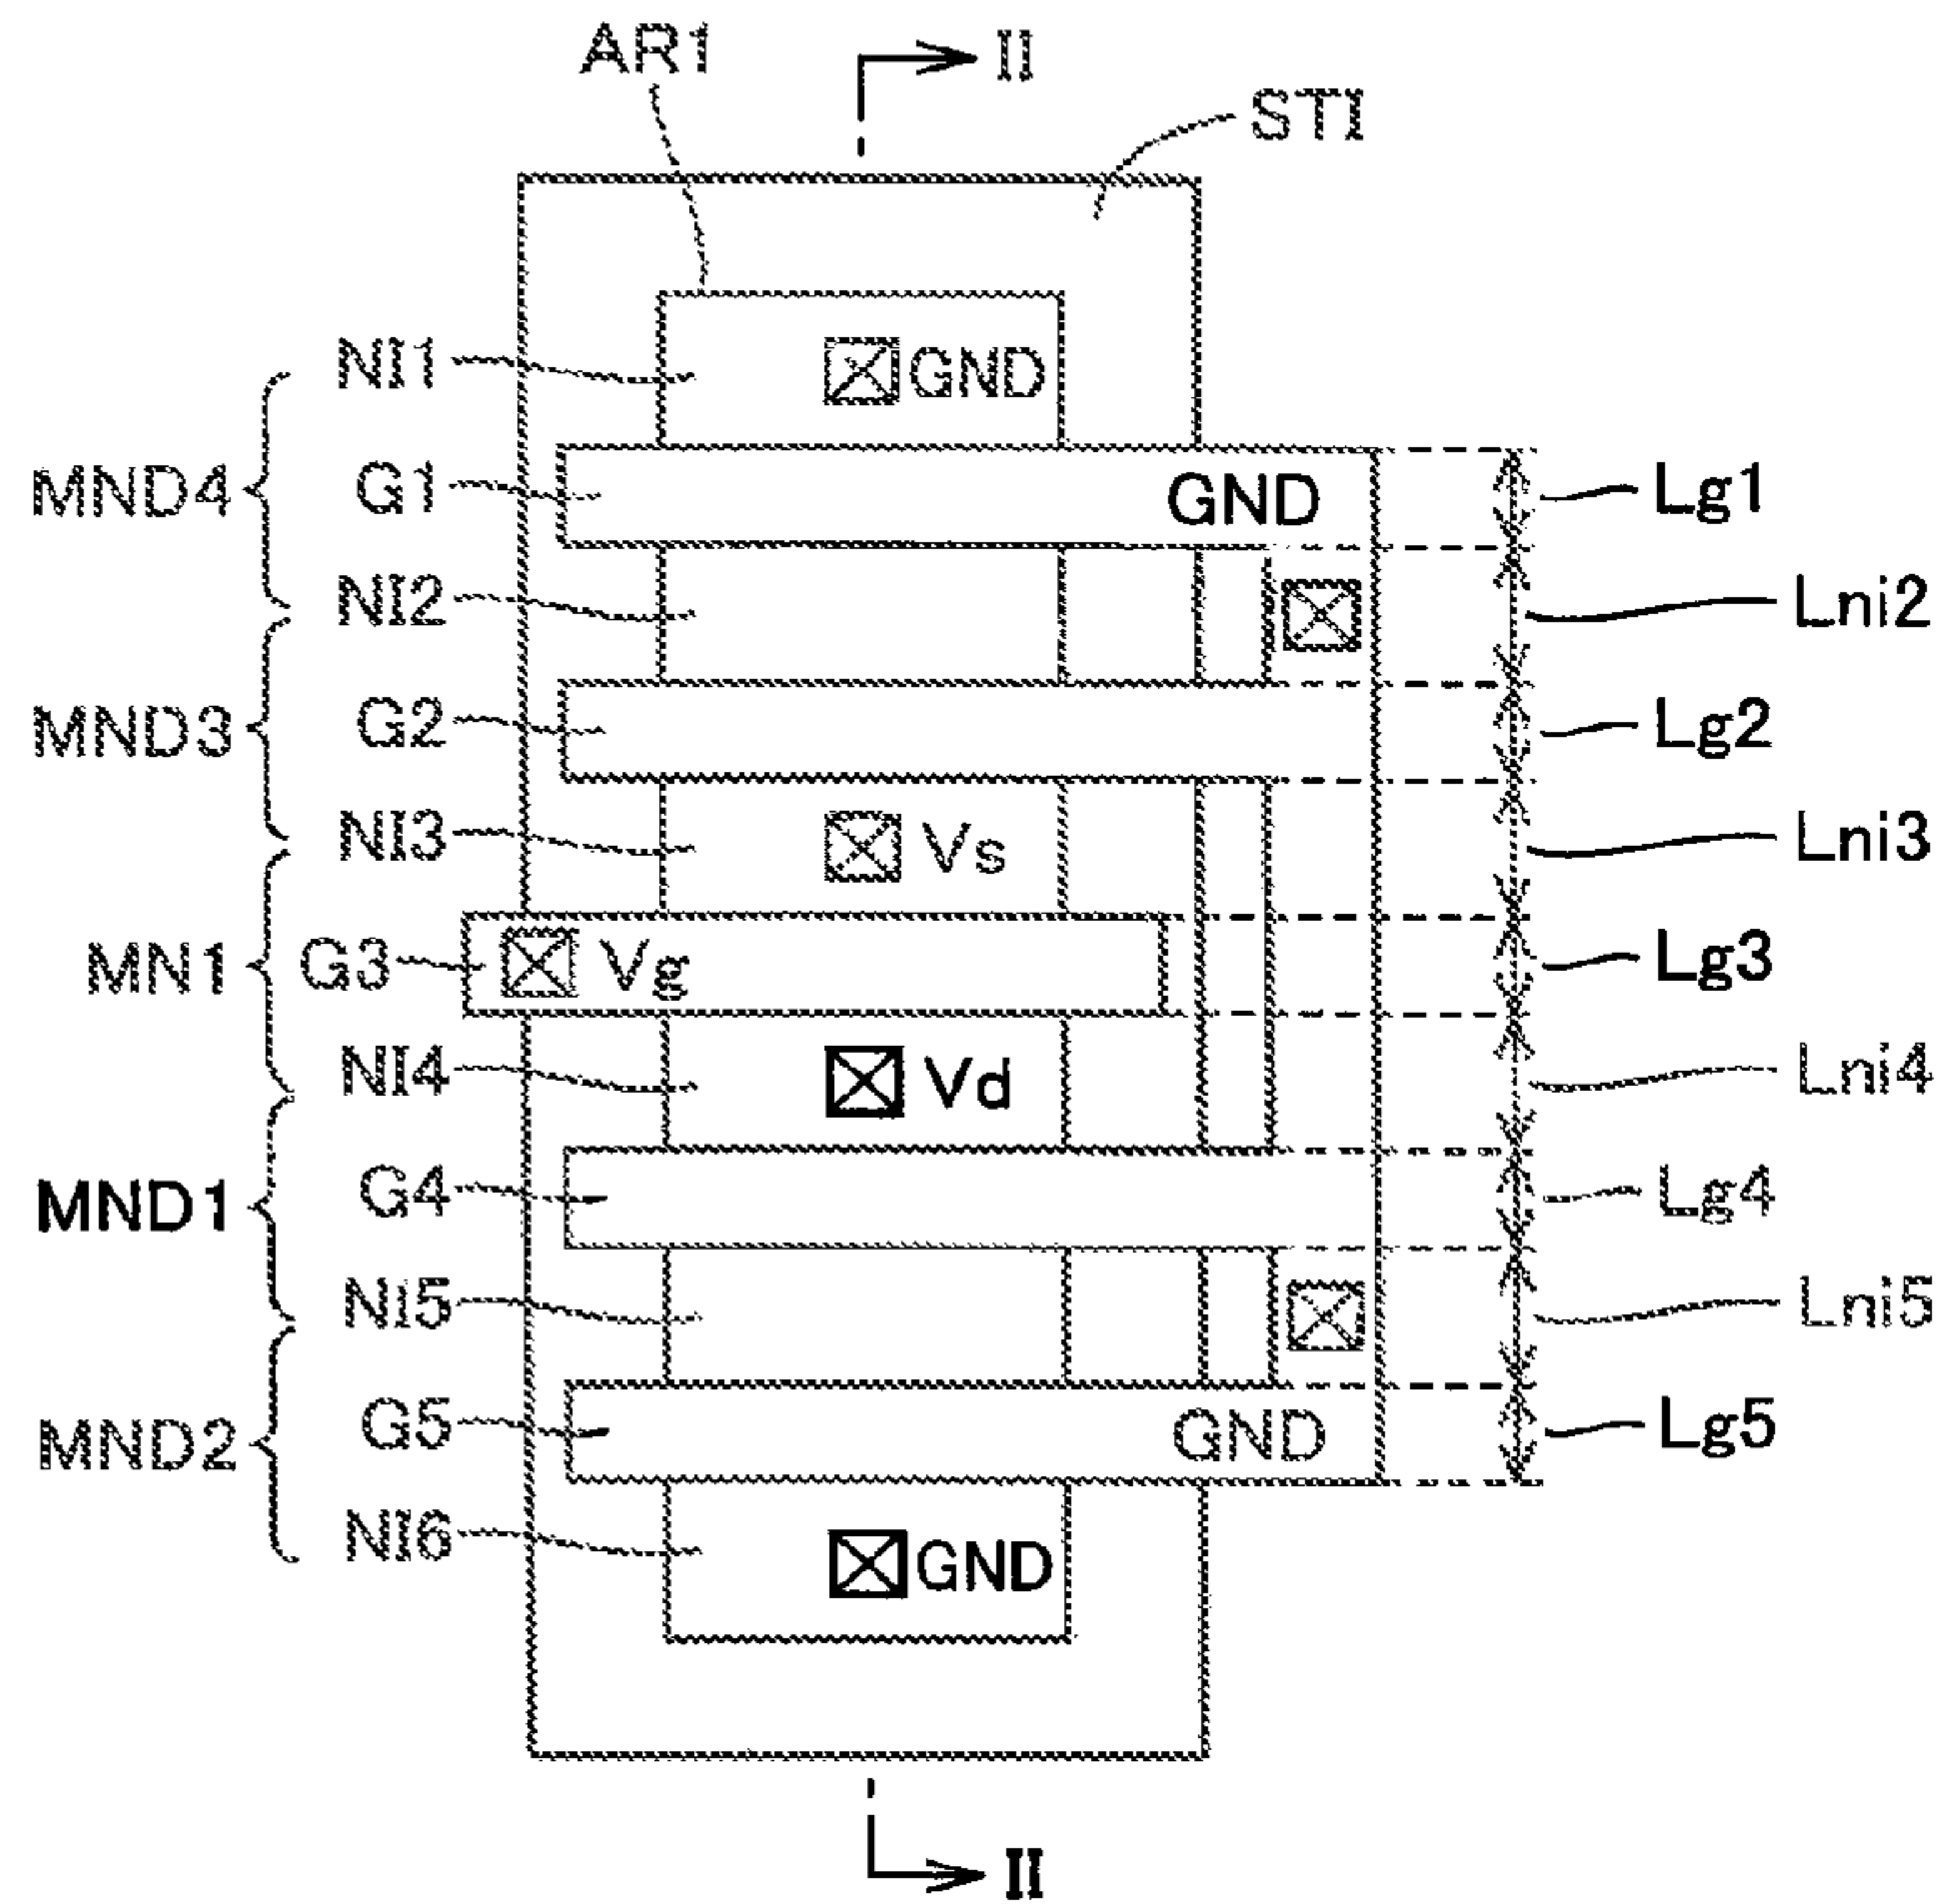 AR1
II
STI
NI1
GND
MND4
G1
GND
Lg1
NI2
Lni2
MND3
G2
Lg2
NI3
Vs
Lni3
MN1
G3
Vg
Lg3
NI4
Vd
Lni4
MND1
G4
Lg4
Ni5
Lni5
MND2
G5
GND
Lg5
NI6
GND
II